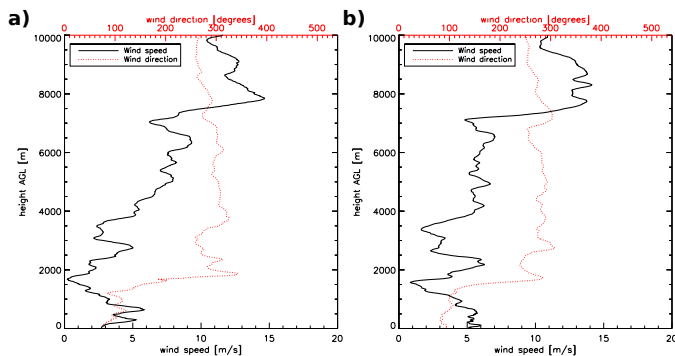 a)
wind direction [degrees]
0 100 200 300 400 500
10000
8000
6000
4000
2000
0
height AGL [m]
Wind speed
Wind direction
0 5 10 15 20
wind speed [m/s]
b)
wind direction [degrees]
0 100 200 300 400 500
10000
8000
6000
4000
2000
0
height AGL [m]
Wind speed
Wind direction
0 5 10 15 20
wind speed [m/s]